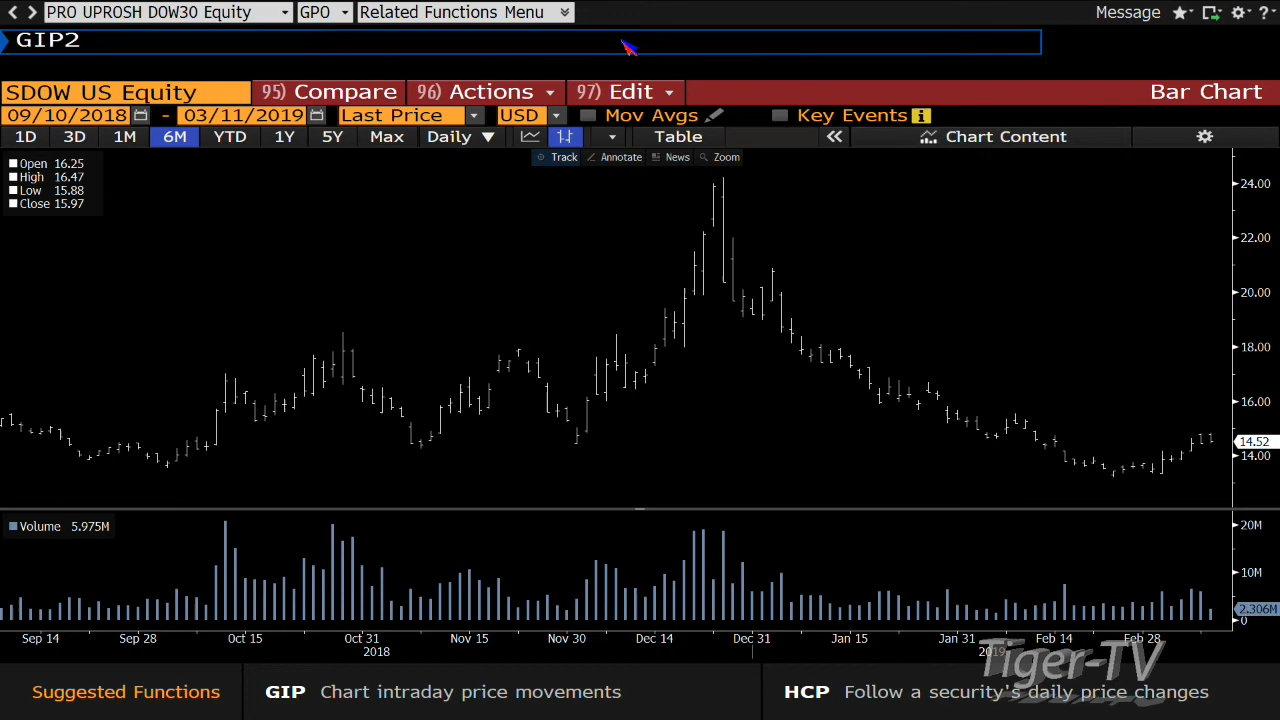 PRO UPROSH DOW30 Equity GPO Related Functions Menu Message ?
GIP2
SDOW US Equity 95) Compare 96) Actions 97) Edit Bar Chart
09/10/2018 - 03/11/2019 Last Price USD Mov Avgs Key Events i
1D 3D 1M 6M YTD 1Y 5Y Max Daily ▼ Table Chart Content
Track Annotate News Zoom
Open 16.25
High 16.47
Low 15.88
Close 15.97
24.00
22.00
20.00
18.00
16.00
14.52
14.00
Volume 5.975M
20M
10M
2.306M
0
Sep 14 Sep 28 Oct 15 Oct 31 Nov 15 Nov 30 Dec 14 Dec 31 Jan 15 Jan 31 Feb 14 Feb 28
2018 2019
Tiger-TV
Suggested Functions GIP Chart intraday price movements HCP Follow a security's daily price changes